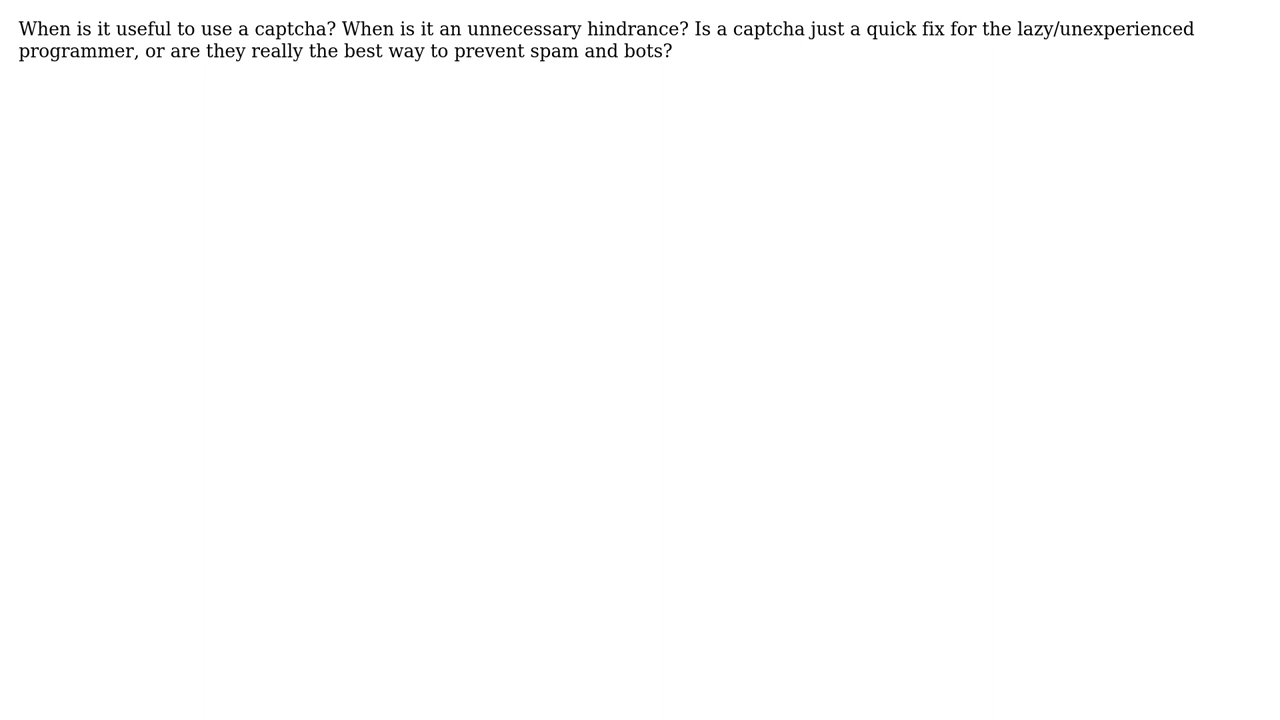 When is it useful to use a captcha? When is it an unnecessary hindrance? Is a captcha just a quick fix for the lazy/unexperienced
programmer, or are they really the best way to prevent spam and bots?